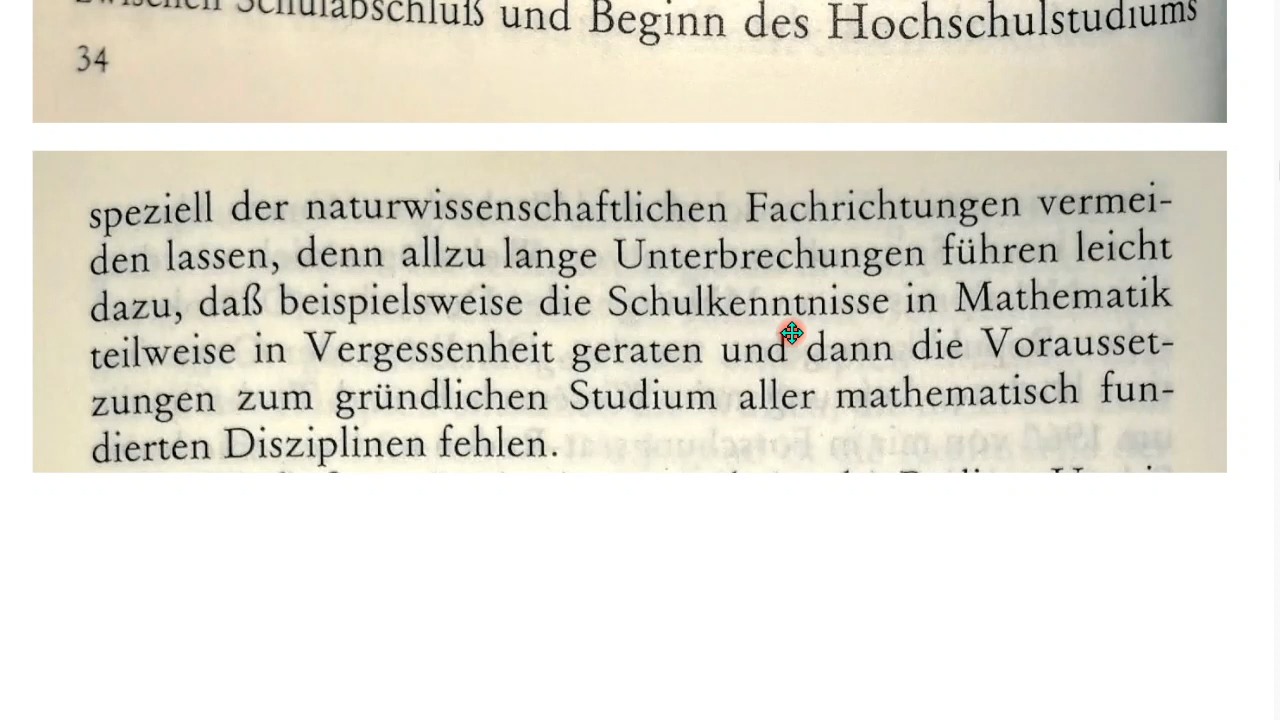 zwischen Schulabschluß und Beginn des Hochschulstudiums
34
speziell der naturwissenschaftlichen Fachrichtungen vermei-
den lassen, denn allzu lange Unterbrechungen führen leicht
dazu, daß beispielsweise die Schulkenntnisse in Mathematik
teilweise in Vergessenheit geraten und dann die Vorausset-
zungen zum gründlichen Studium aller mathematisch fun-
dierten Disziplinen fehlen.